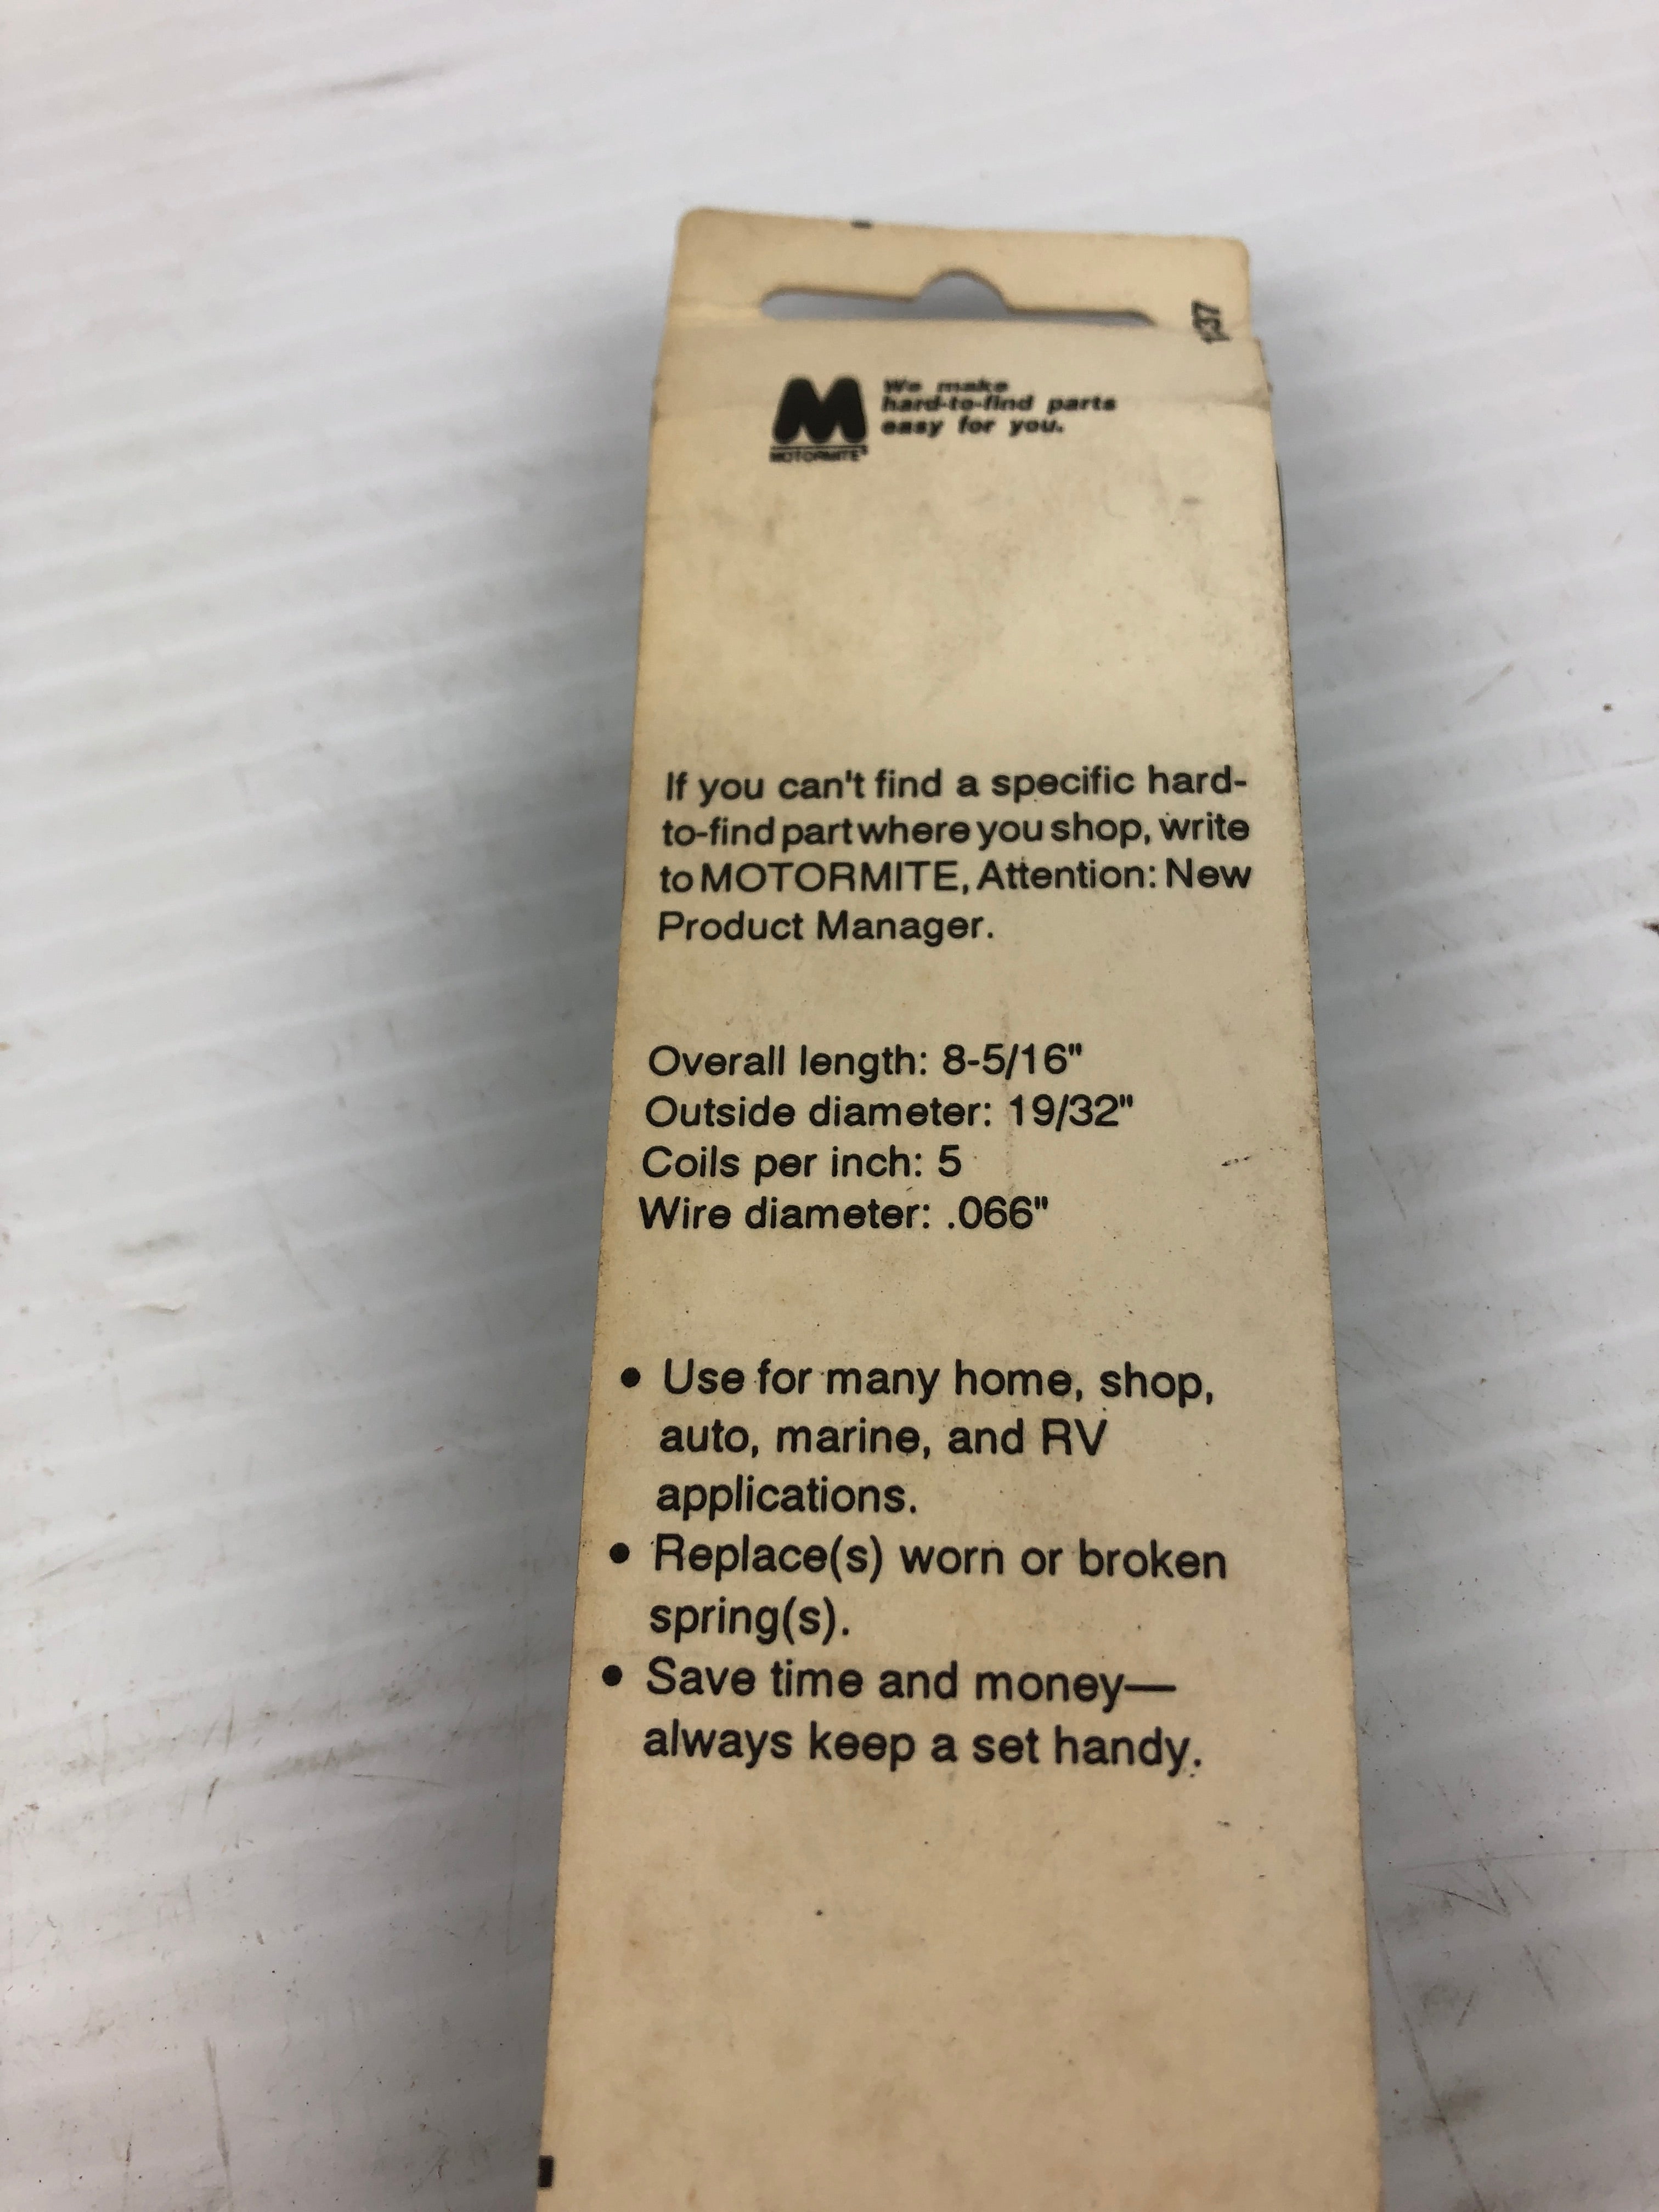 We make
hard-to-find parts
easy for you.
MOTORMITE®
If you can't find a specific hard-
to-find part where you shop, write
to MOTORMITE, Attention: New
Product Manager.
Overall length: 8-5/16"
Outside diameter: 19/32"
Coils per inch: 5
Wire diameter: .066"
• Use for many home, shop,
auto, marine, and RV
applications.
• Replace(s) worn or broken
spring(s).
• Save time and money—
always keep a set handy.